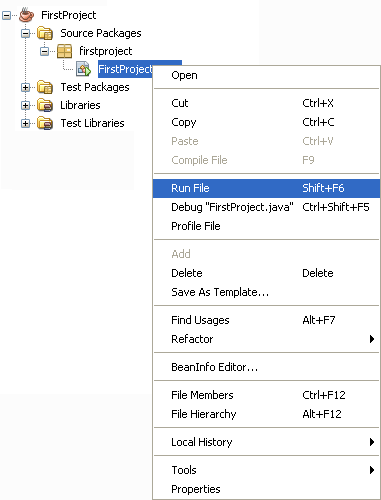 FirstProject
Source Packages
firstproject
FirstProject
Test Packages
Libraries
Test Libraries
Open
Cut Ctrl+X
Copy Ctrl+C
Paste Ctrl+V
Compile File F9
Run File Shift+F6
Debug "FirstProject.java" Ctrl+Shift+F5
Profile File
Add
Delete Delete
Save As Template...
Find Usages Alt+F7
Refactor
BeanInfo Editor...
File Members Ctrl+F12
File Hierarchy Alt+F12
Local History
Tools
Properties